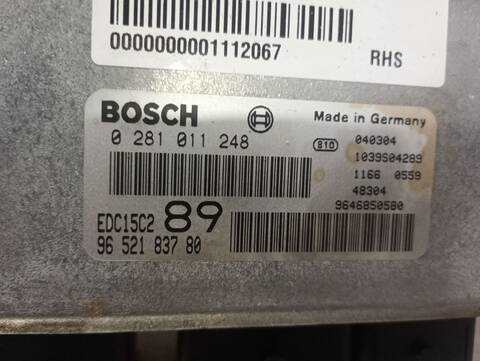 0000000001112067 RHS
BOSCH Made in Germany
0 281 011 248 810 040304
1039S04289
1166 0559
48304
9646850580
EDC15C2 89
96 521 837 80